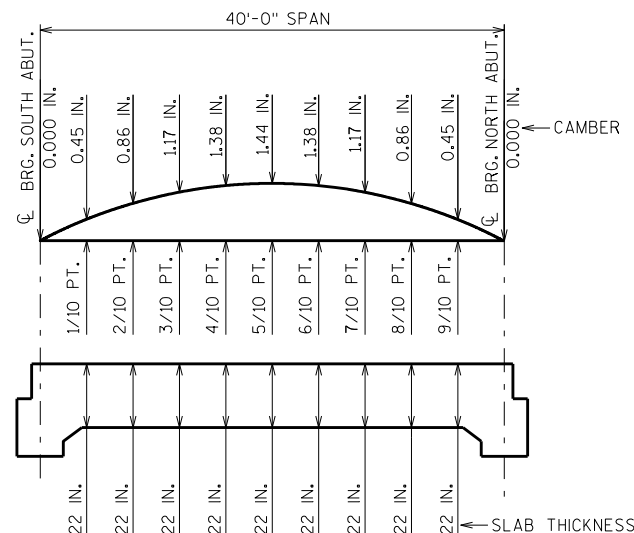 40'-0" SPAN
℄ BRG. SOUTH ABUT.
0.000 IN.
0.45 IN.
0.86 IN.
1.17 IN.
1.38 IN.
1.44 IN.
1.38 IN.
1.17 IN.
0.86 IN.
0.45 IN.
℄ BRG. NORTH ABUT.
0.000 IN.
CAMBER
1/10 PT.
2/10 PT.
3/10 PT.
4/10 PT.
5/10 PT.
6/10 PT.
7/10 PT.
8/10 PT.
9/10 PT.
22 IN.
22 IN.
22 IN.
22 IN.
22 IN.
22 IN.
22 IN.
22 IN.
22 IN.
SLAB THICKNESS